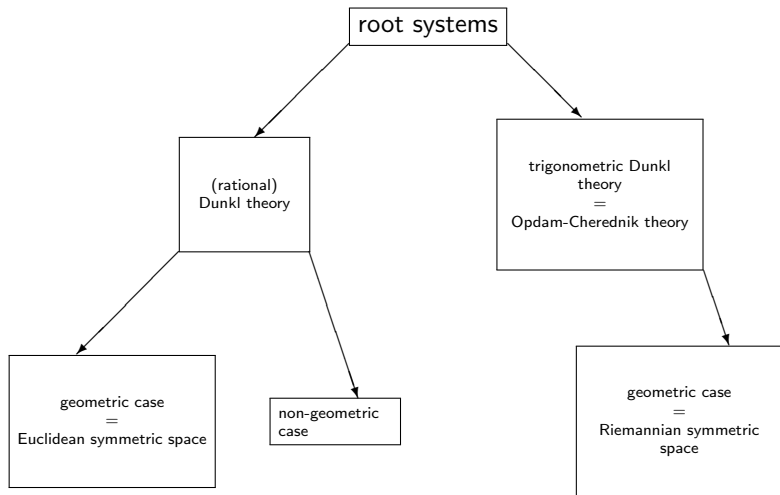 root systems
(rational)
Dunkl theory
trigonometric Dunkl
theory
=
Opdam-Cherednik theory
geometric case
=
Euclidean symmetric space
non-geometric
case
geometric case
=
Riemannian symmetric
space